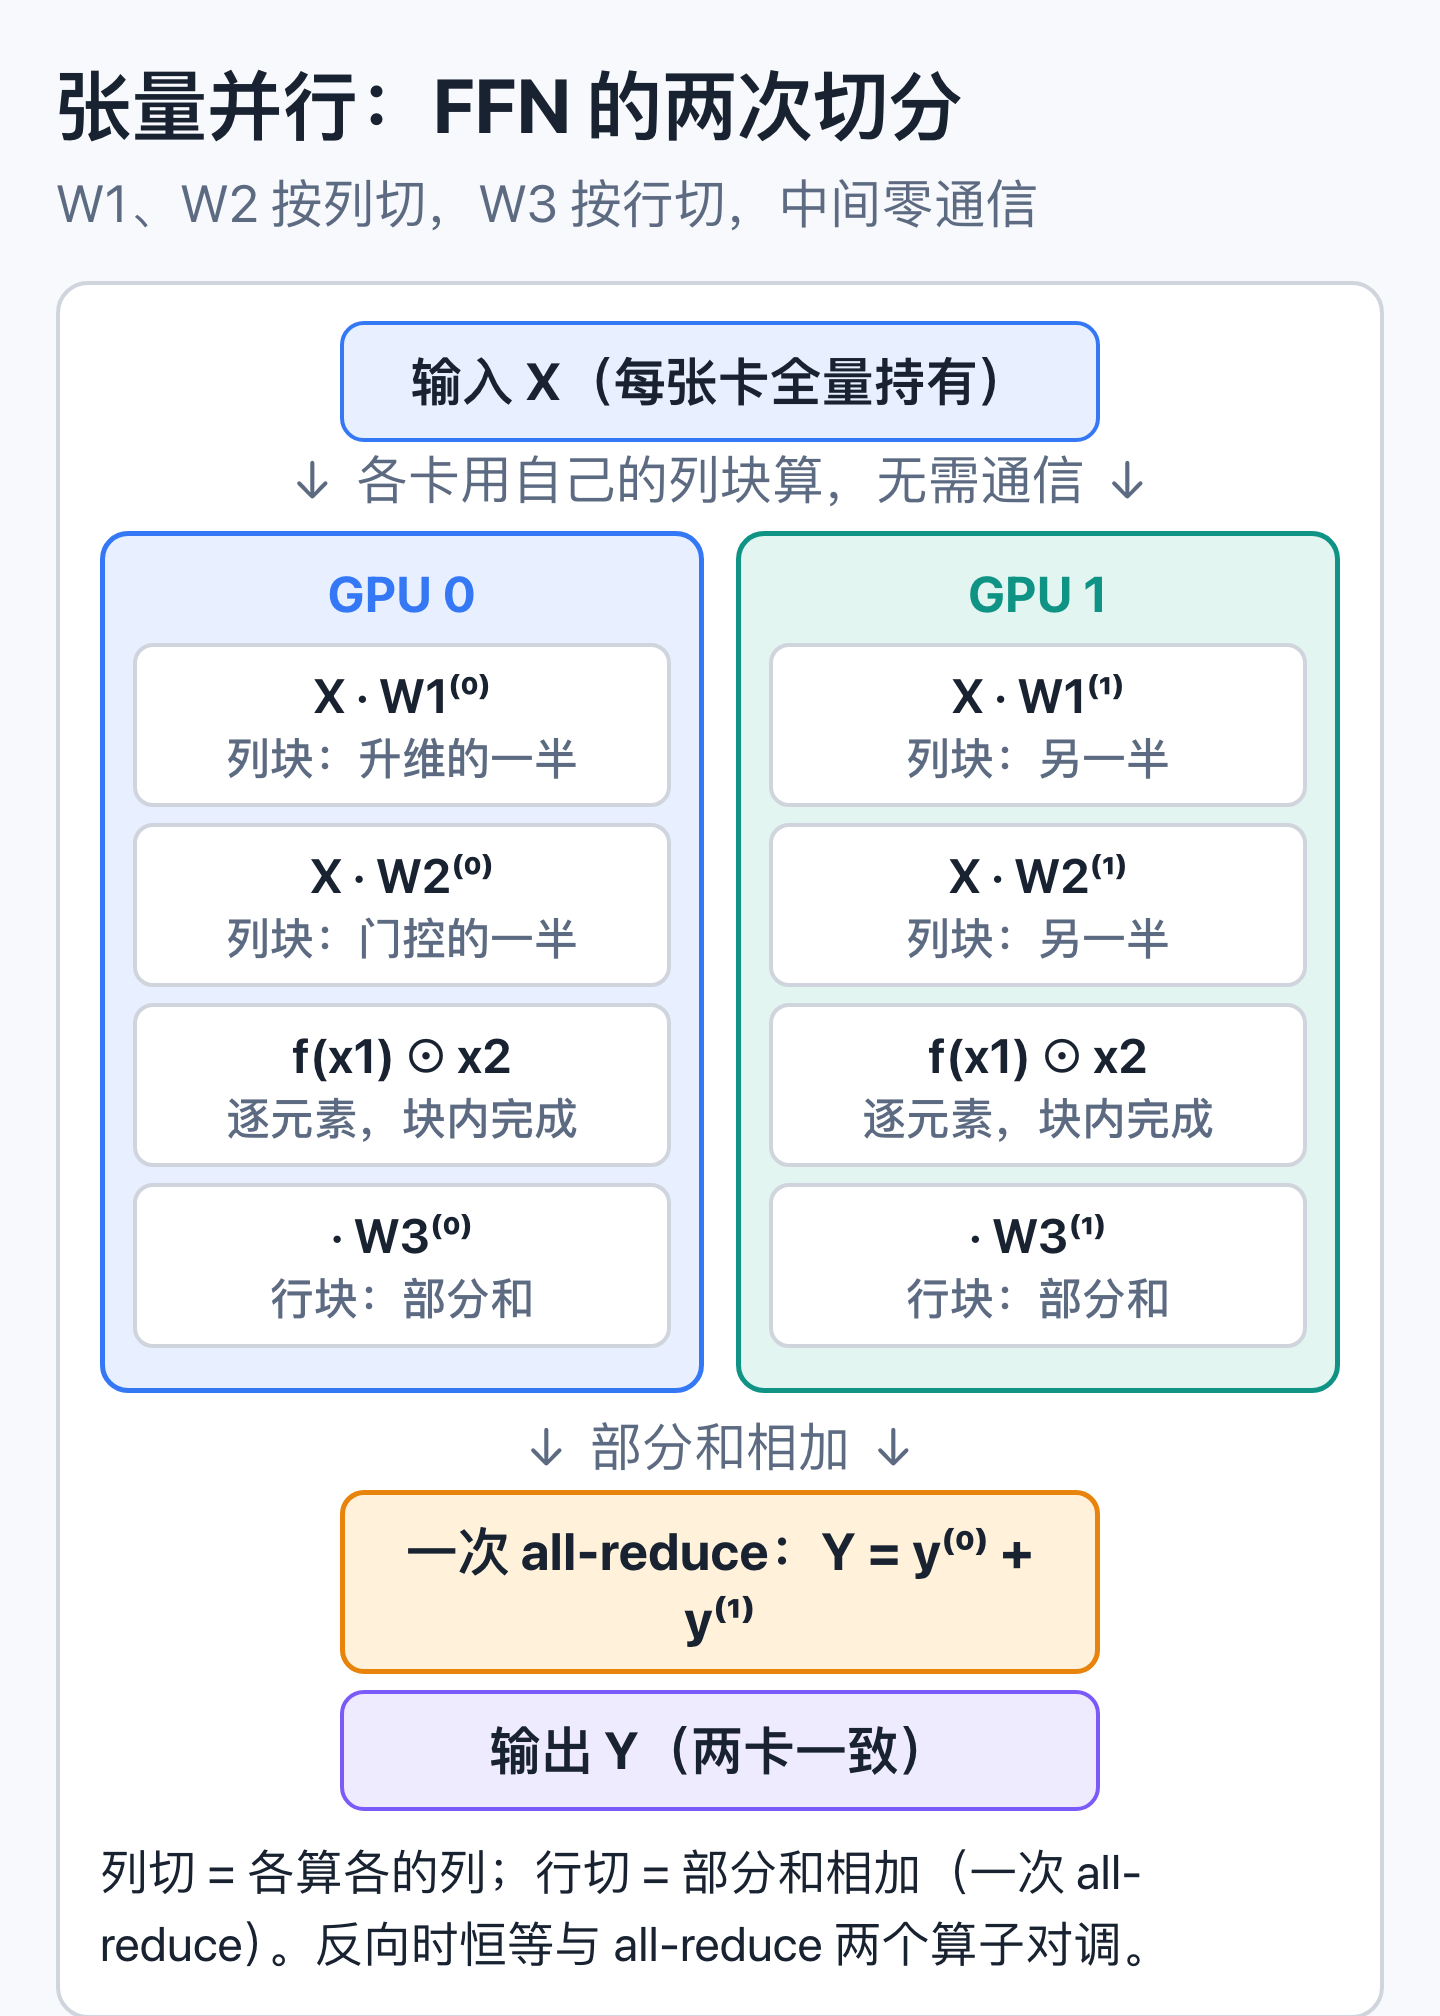 张量并行：FFN 的两次切分
W1、W2 按列切，W3 按行切，中间零通信
输入 X（每张卡全量持有）
↓ 各卡用自己的列块算，无需通信 ↓
GPU 0
X · W1⁽⁰⁾
列块：升维的一半
X · W2⁽⁰⁾
列块：门控的一半
f(x1) ⊙ x2
逐元素，块内完成
· W3⁽⁰⁾
行块：部分和
GPU 1
X · W1⁽¹⁾
列块：另一半
X · W2⁽¹⁾
列块：另一半
f(x1) ⊙ x2
逐元素，块内完成
· W3⁽¹⁾
行块：部分和
↓ 部分和相加 ↓
一次 all-reduce：Y = y⁽⁰⁾ +
y⁽¹⁾
输出 Y（两卡一致）
列切 = 各算各的列；行切 = 部分和相加（一次 all-
reduce）。反向时恒等与 all-reduce 两个算子对调。